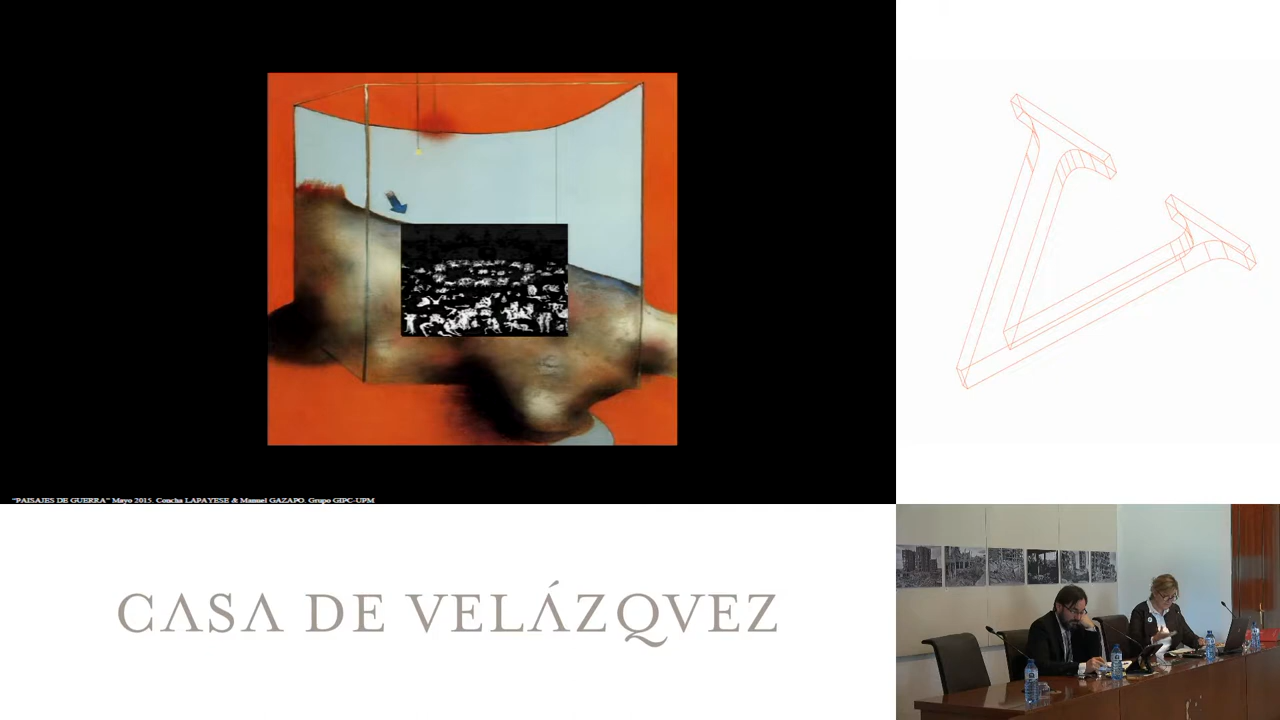 "PAISAJES DE GUERRA" Mayo 2015. Concha LAPAYESE & Manuel GAZAPO. Grupo GIPC-UPM
CASA DE VELÁZQVEZ